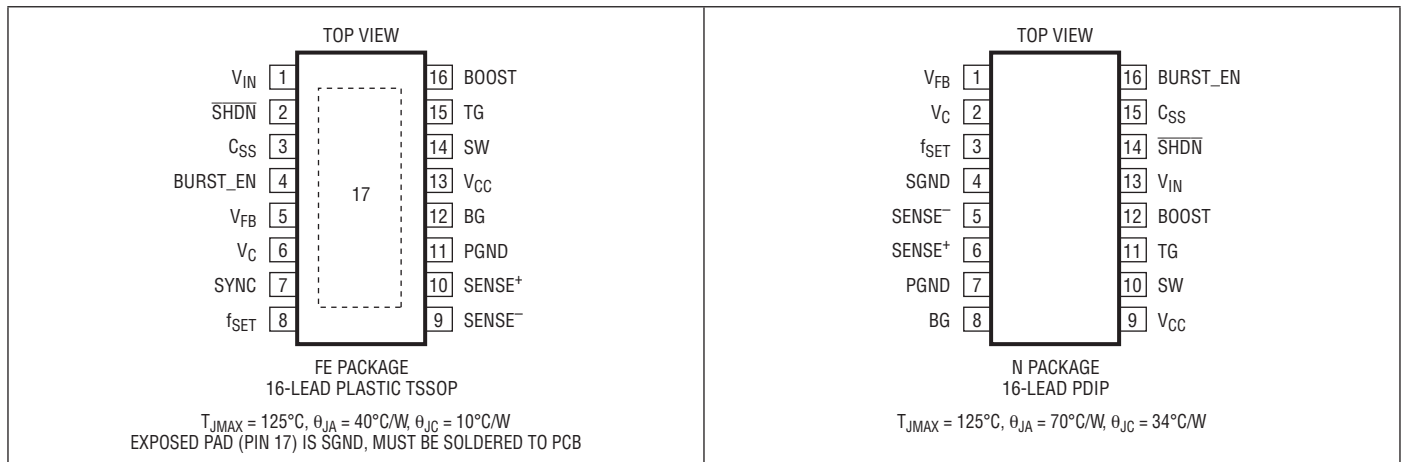 TOP VIEW
V_IN 1
16 BOOST
S̅H̅D̅N̅ 2
15 TG
C_SS 3
14 SW
BURST_EN 4
13 V_CC
17
V_FB 5
12 BG
V_C 6
11 PGND
SYNC 7
10 SENSE⁺
f_SET 8
9 SENSE⁻
FE PACKAGE
16-LEAD PLASTIC TSSOP
T_JMAX = 125°C, θ_JA = 40°C/W, θ_JC = 10°C/W
EXPOSED PAD (PIN 17) IS SGND, MUST BE SOLDERED TO PCB
TOP VIEW
V_FB 1
16 BURST_EN
V_C 2
15 C_SS
f_SET 3
14 S̅H̅D̅N̅
SGND 4
13 V_IN
SENSE⁻ 5
12 BOOST
SENSE⁺ 6
11 TG
PGND 7
10 SW
BG 8
9 V_CC
N PACKAGE
16-LEAD PDIP
T_JMAX = 125°C, θ_JA = 70°C/W, θ_JC = 34°C/W